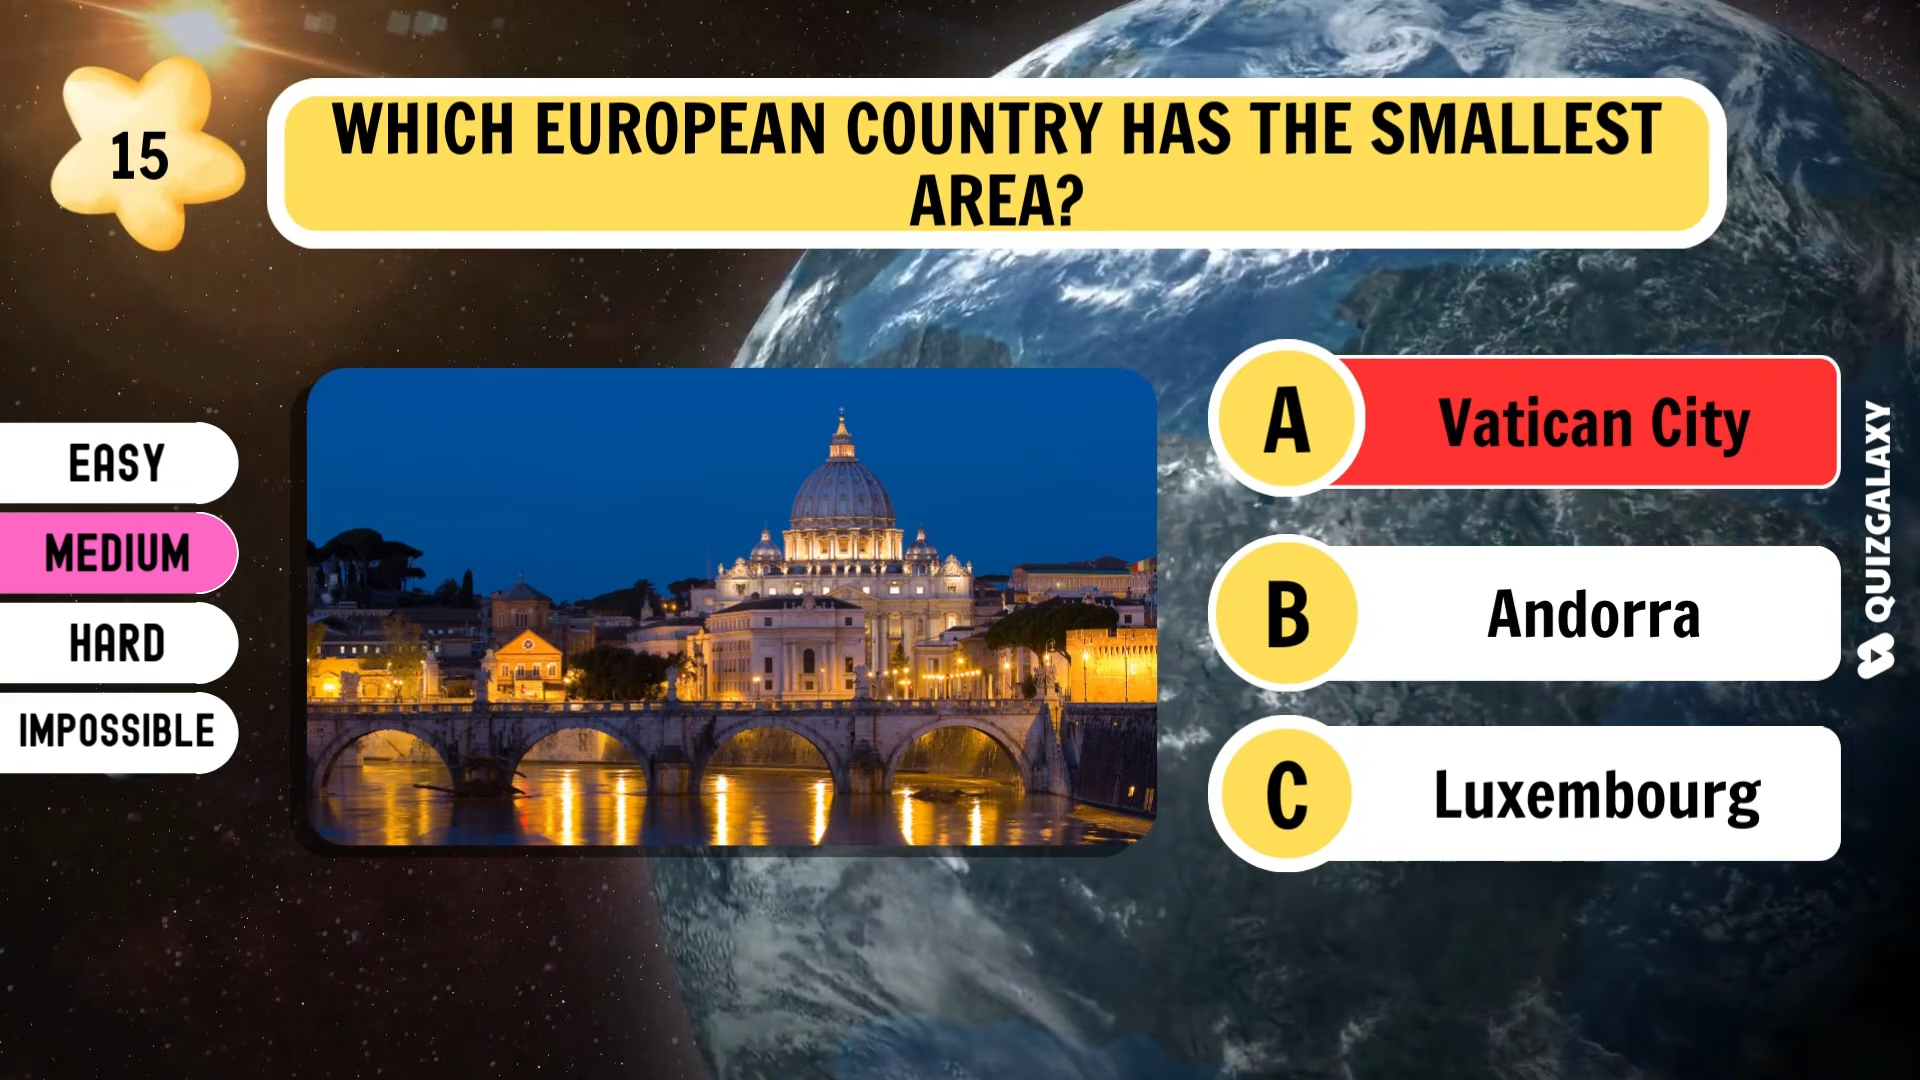 15
WHICH EUROPEAN COUNTRY HAS THE SMALLEST
AREA?
EASY
MEDIUM
HARD
IMPOSSIBLE
A
Vatican City
B
Andorra
C
Luxembourg
QUIZGALAXY